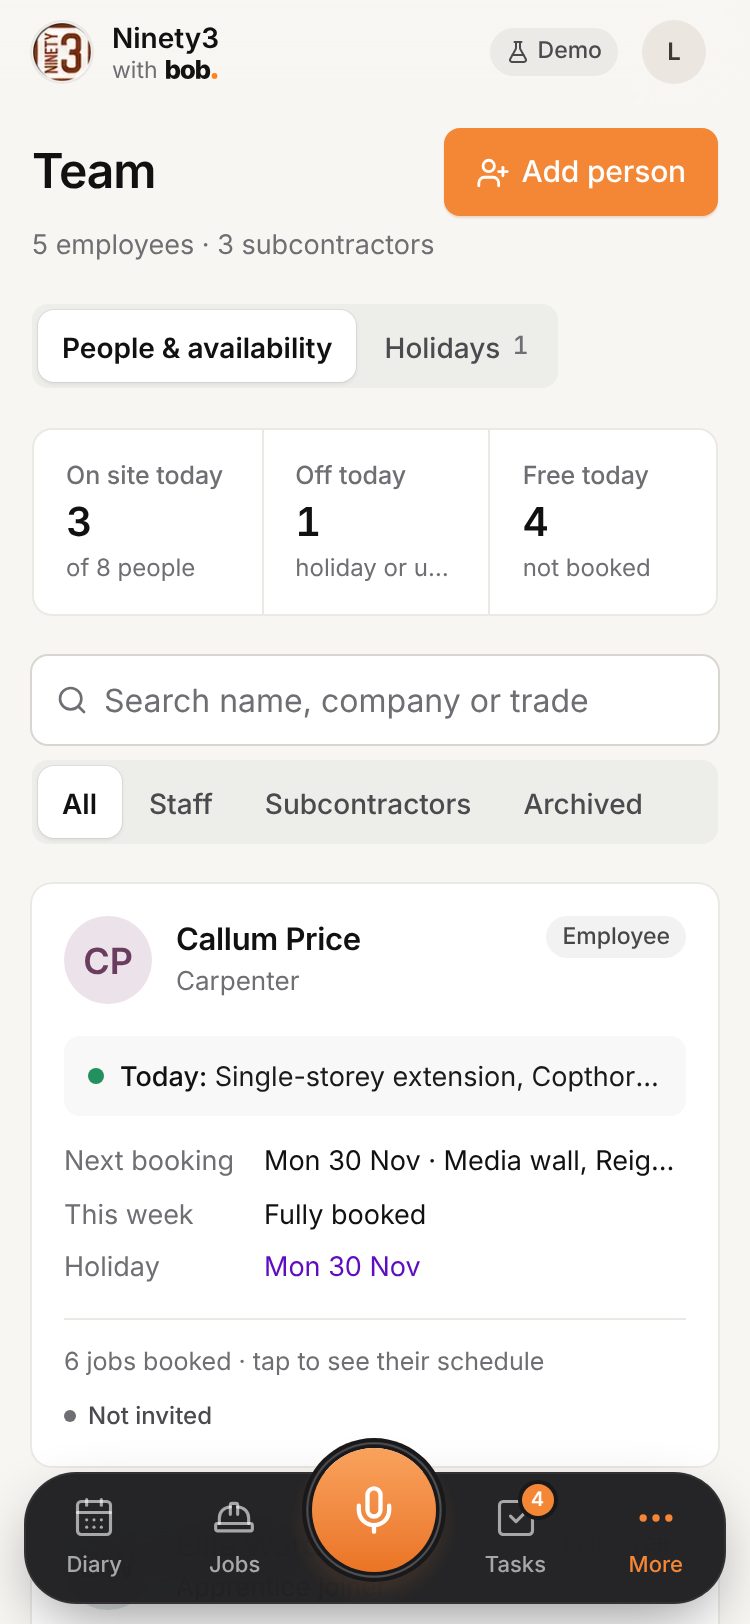 NINETY 3
Ninety3
with bob.
Demo
L
Team
Add person
5 employees · 3 subcontractors
People & availability
Holidays 1
On site today
3
of 8 people
Off today
1
holiday or u...
Free today
4
not booked
Search name, company or trade
All
Staff
Subcontractors
Archived
CP
Callum Price
Carpenter
Employee
Today: Single-storey extension, Copthor...
Next booking
Mon 30 Nov · Media wall, Reig...
This week
Fully booked
Holiday
Mon 30 Nov
6 jobs booked · tap to see their schedule
Not invited
Apprentice joiner
Diary
Jobs
4
Tasks
More